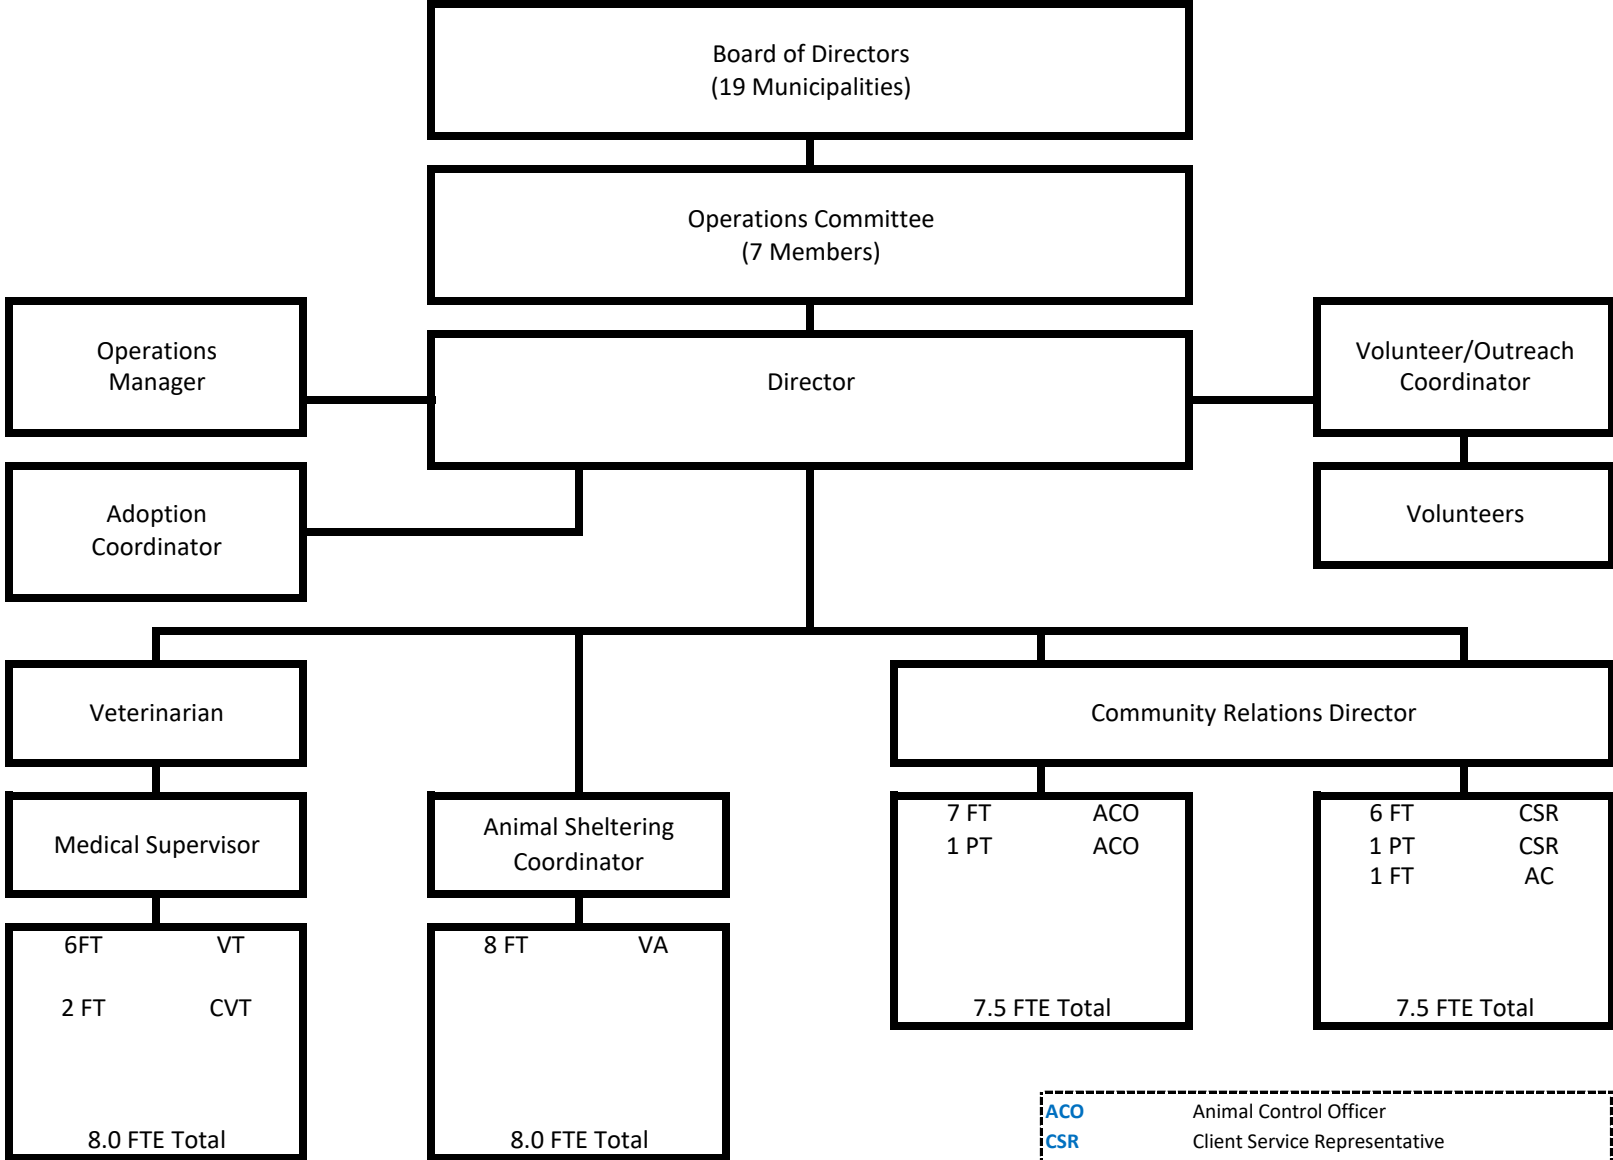 Board of Directors
(19 Municipalities)
Operations Committee
(7 Members)
Operations
Manager
Director
Volunteer/Outreach
Coordinator
Adoption
Coordinator
Volunteers
Veterinarian
Community Relations Director
Medical Supervisor
Animal Sheltering
Coordinator
7 FT ACO
1 PT ACO
7.5 FTE Total
6 FT CSR
1 PT CSR
1 FT AC
7.5 FTE Total
6FT VT
2 FT CVT
8.0 FTE Total
8 FT VA
8.0 FTE Total
ACO Animal Control Officer
CSR Client Service Representative